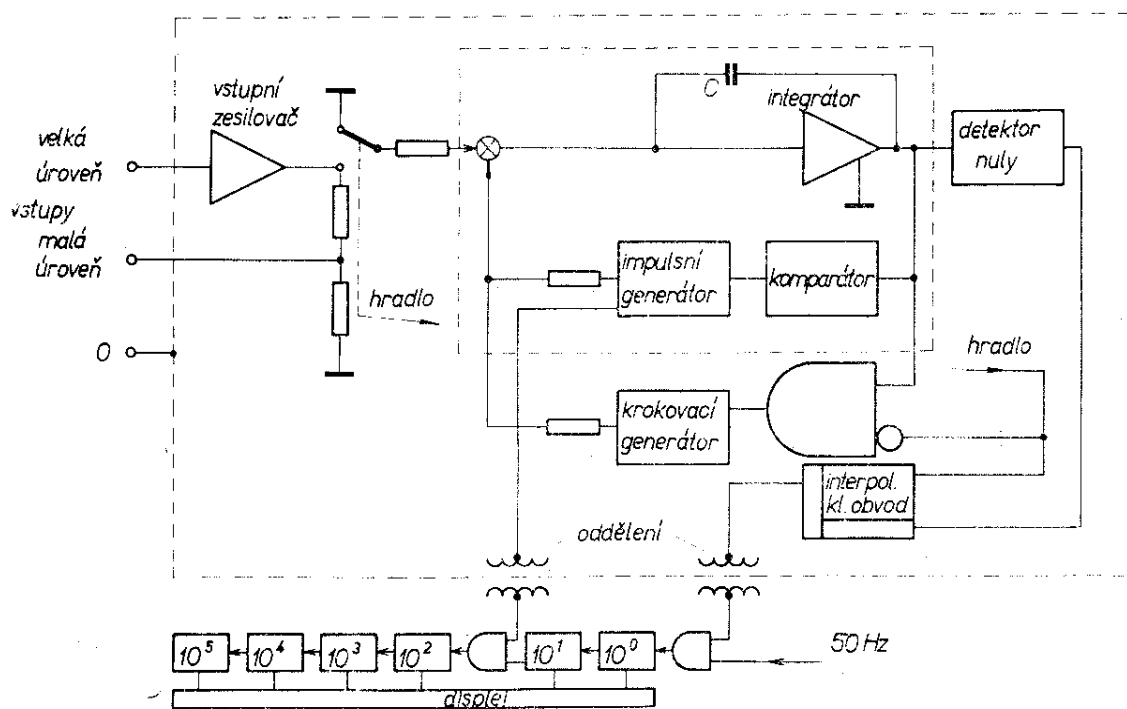 vstupní
zesilovač
velká
úroveň
vstupy
malá
úroveň
0
hradlo
C
integrátor
detektor
nuly
impulsní
generátor
komparátor
hradlo
krokovací
generátor
interpol.
kl. obvod
oddělení
10⁵
10⁴
10³
10²
10¹
10⁰
50 Hz
displej